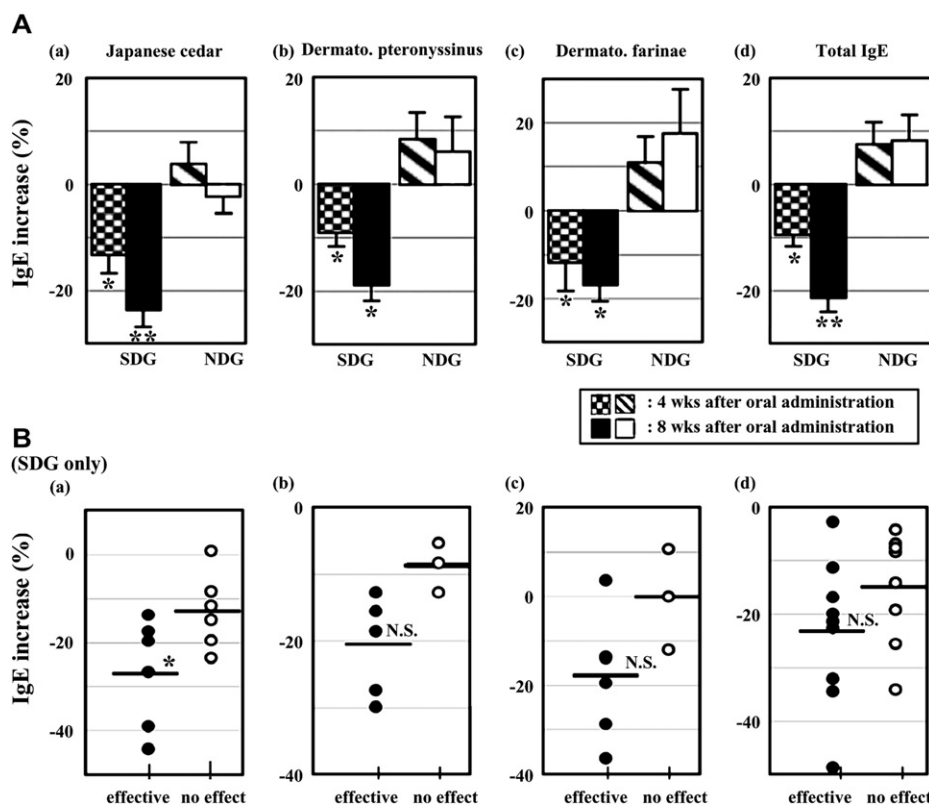 A
(a) Japanese cedar (b) Dermato. pteronyssinus (c) Dermato. farinae (d) Total IgE
IgE increase (%)
20
0
-20
20
0
-20
20
0
-20
20
0
-20
* ** * * * * * **
SDG NDG SDG NDG SDG NDG SDG NDG
: 4 wks after oral administration
: 8 wks after oral administration
B
(SDG only)
(a) (b) (c) (d)
IgE increase (%)
0
-20
-40
0
-20
-40
20
0
-20
-40
0
-20
-40
* N.S. N.S. N.S.
effective no effect effective no effect effective no effect effective no effect